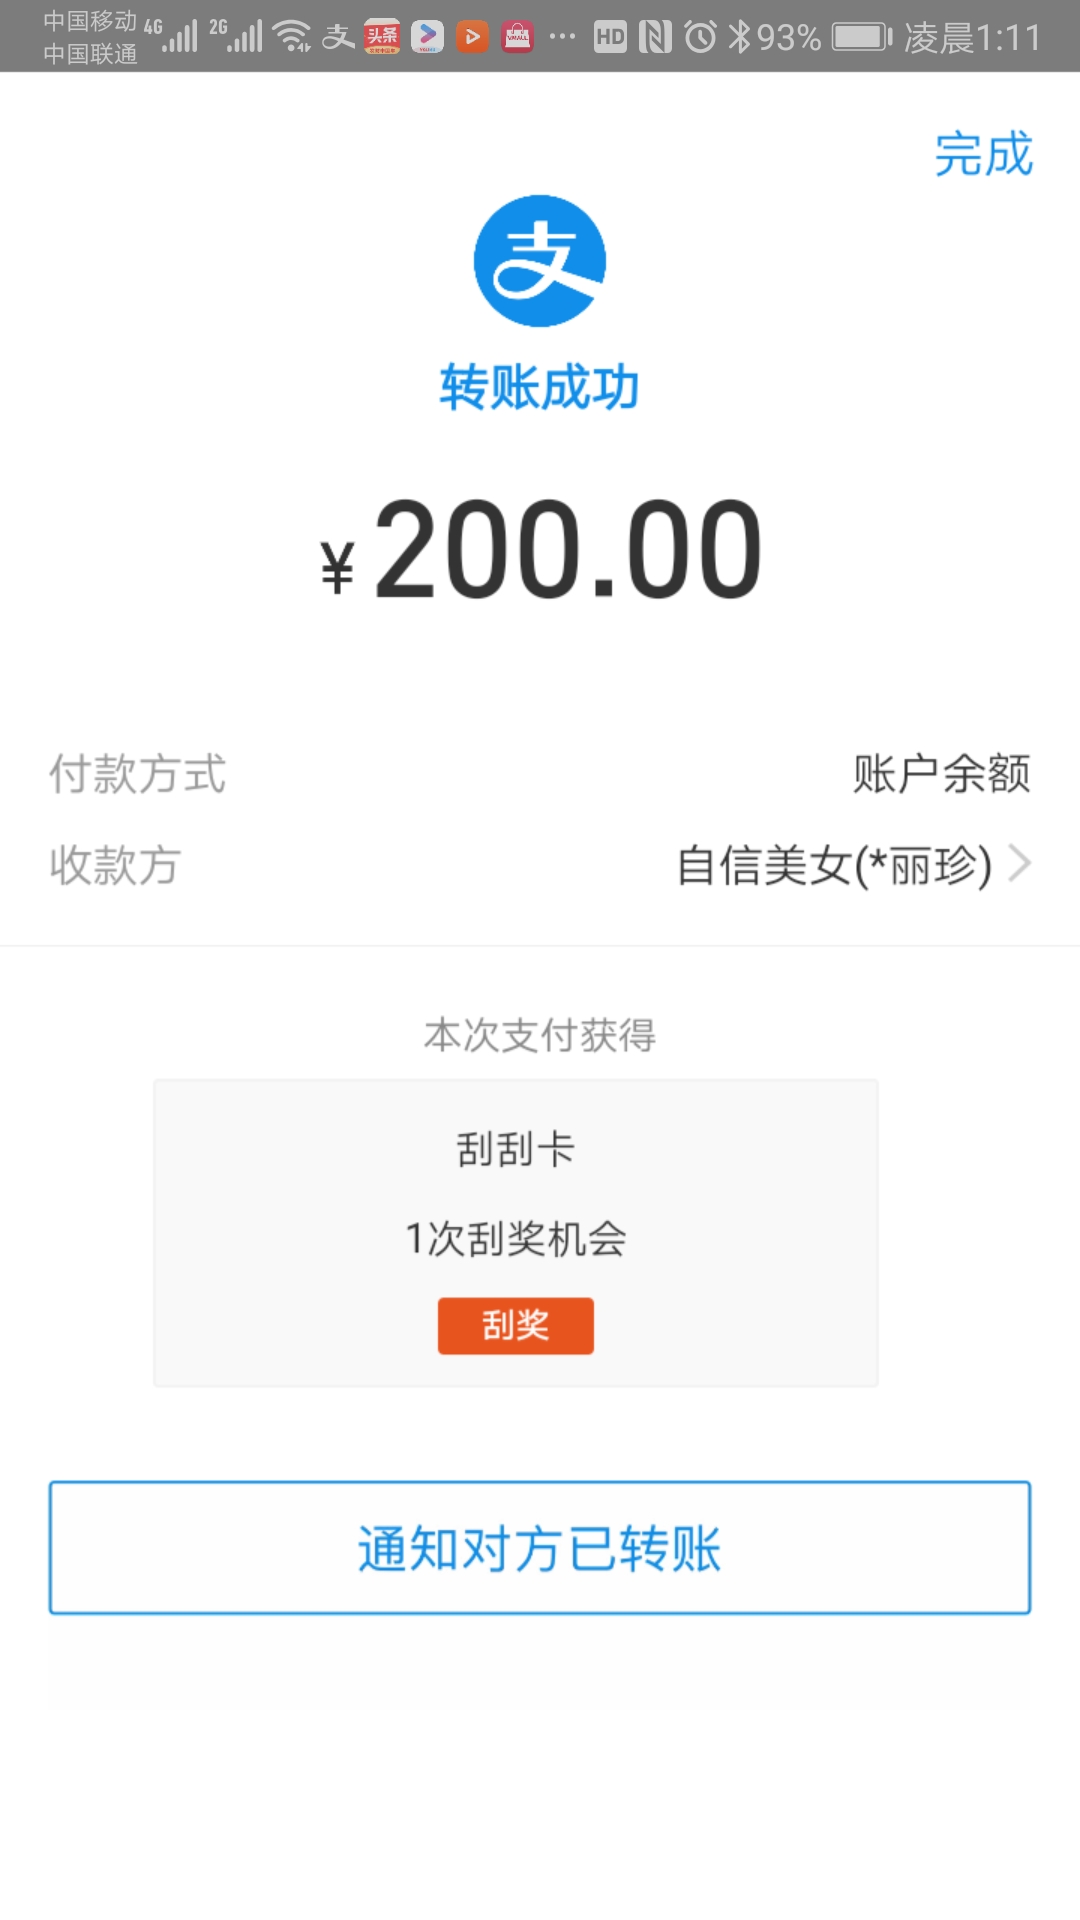 中国移动 4G 2G 支 头条 HD 93% 凌晨1:11
中国联通
完成
支
转账成功
¥200.00
付款方式 账户余额
收款方 自信美女(*丽珍)
本次支付获得
刮刮卡
1次刮奖机会
刮奖
通知对方已转账